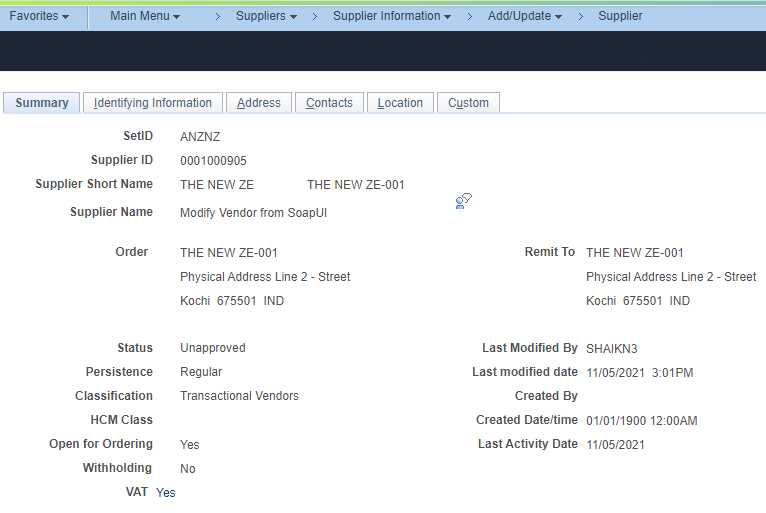 Favorites Main Menu > Suppliers > Supplier Information > Add/Update > Supplier
Summary Identifying Information Address Contacts Location Custom
SetID ANZNZ
Supplier ID 0001000905
Supplier Short Name THE NEW ZE THE NEW ZE-001
Supplier Name Modify Vendor from SoapUI
Order THE NEW ZE-001 Remit To THE NEW ZE-001
Physical Address Line 2 - Street Physical Address Line 2 - Street
Kochi 675501 IND Kochi 675501 IND
Status Unapproved Last Modified By SHAIKN3
Persistence Regular Last modified date 11/05/2021 3:01PM
Classification Transactional Vendors Created By
HCM Class Created Date/time 01/01/1900 12:00AM
Open for Ordering Yes Last Activity Date 11/05/2021
Withholding No
VAT Yes